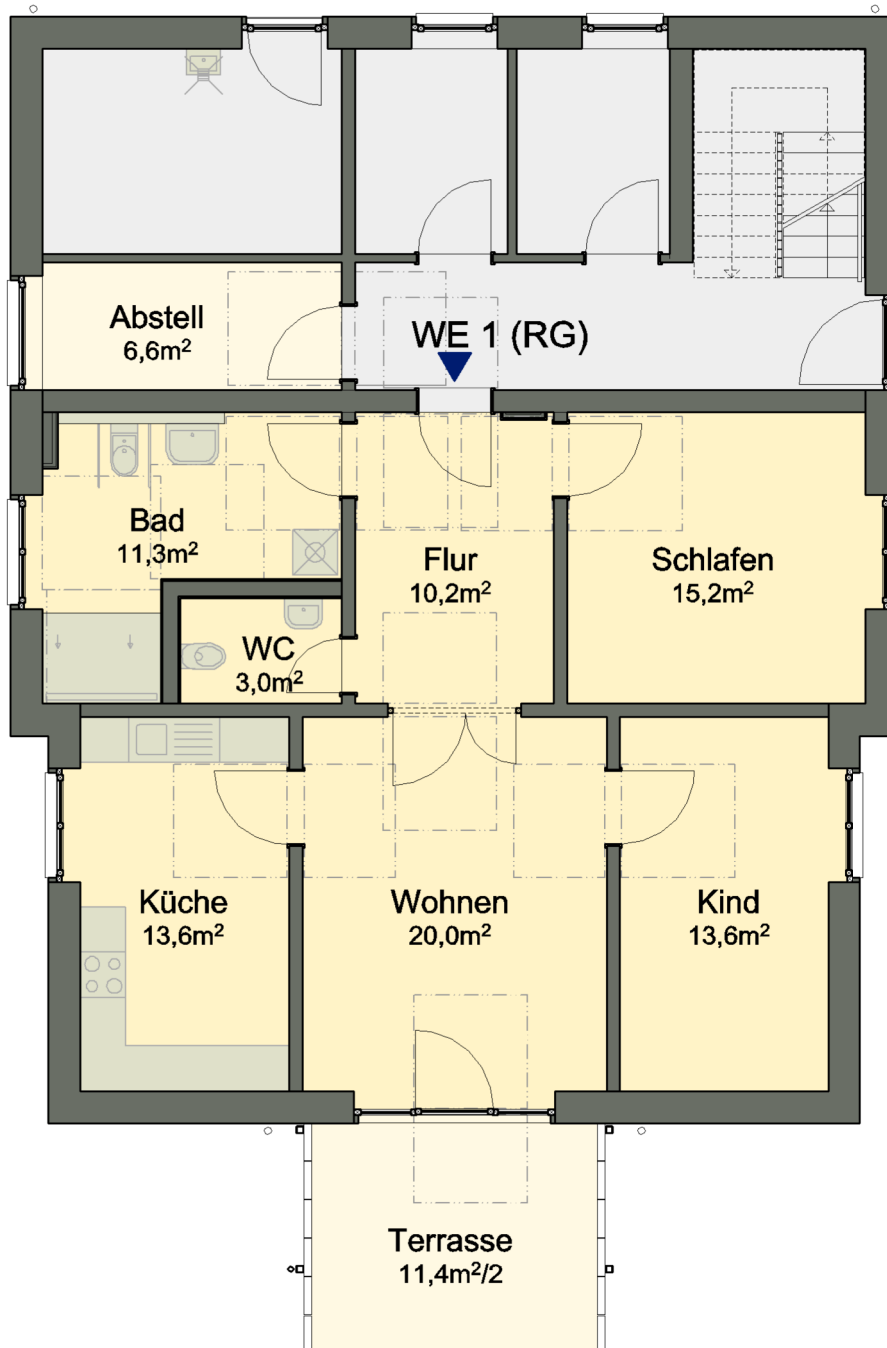 Abstell
6,6m²
WE 1 (RG)
Bad
11,3m²
Flur
10,2m²
Schlafen
15,2m²
WC
3,0m²
Küche
13,6m²
Wohnen
20,0m²
Kind
13,6m²
Terrasse
11,4m²/2